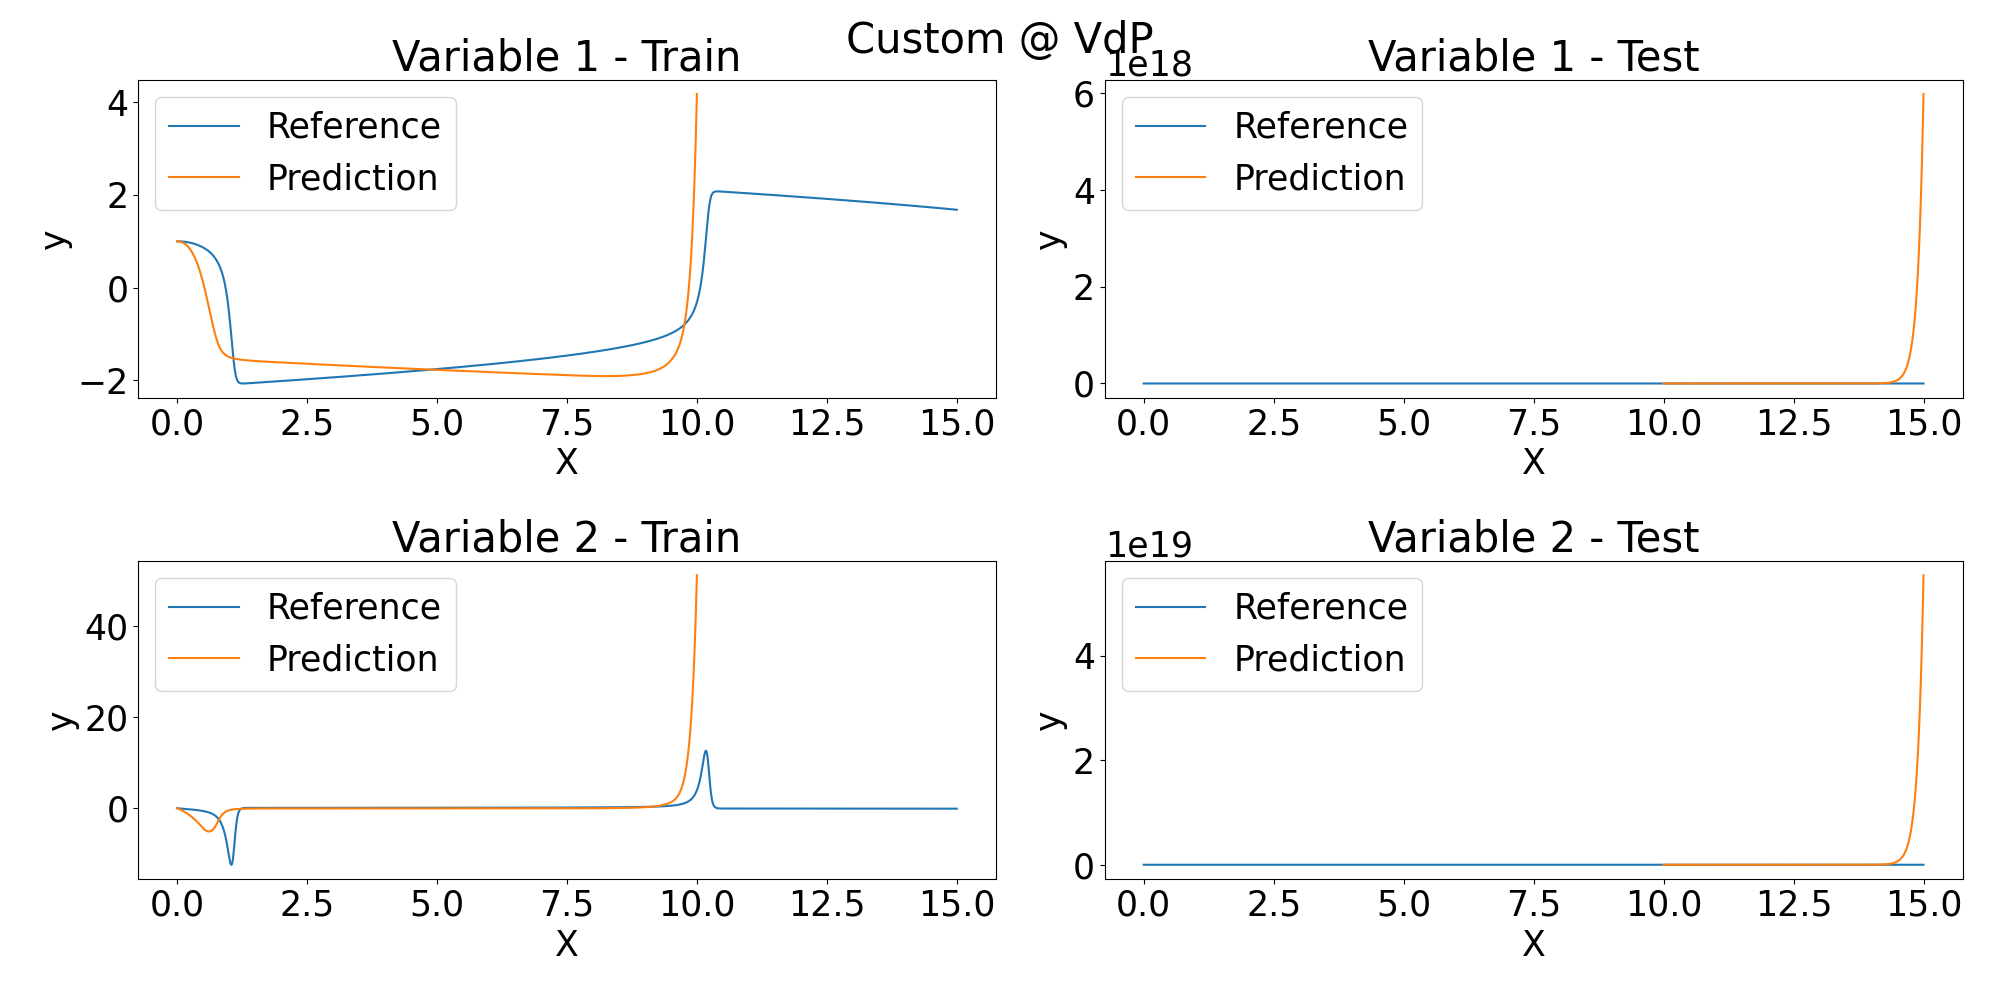 Custom @ VdP
Variable 1 - Train
4
2
0
−2
y
Reference
Prediction
0.0 2.5 5.0 7.5 10.0 12.5 15.0
X
Variable 1 - Test
1e18
6
4
2
0
y
Reference
Prediction
0.0 2.5 5.0 7.5 10.0 12.5 15.0
X
Variable 2 - Train
40
20
0
y
Reference
Prediction
0.0 2.5 5.0 7.5 10.0 12.5 15.0
X
Variable 2 - Test
1e19
4
2
0
y
Reference
Prediction
0.0 2.5 5.0 7.5 10.0 12.5 15.0
X